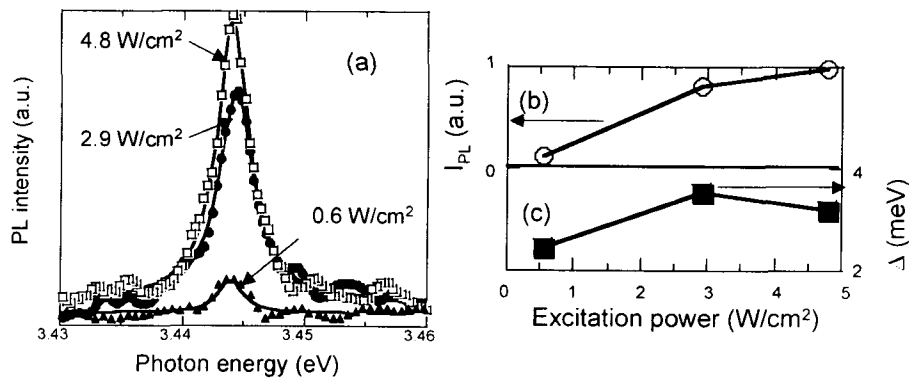 4.8 W/cm²
(a)
2.9 W/cm²
0.6 W/cm²
PL intensity (a.u.)
3.43
3.44
3.45
3.46
Photon energy (eV)
1
(b)
I_PL (a.u.)
0
4
(c)
Δ (meV)
2
0 1 2 3 4 5
Excitation power (W/cm²)